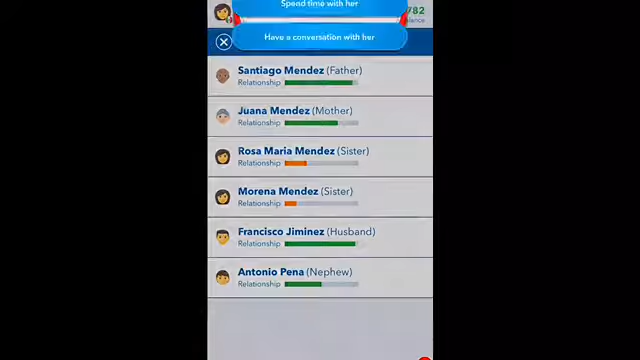 Spend time with her
782
Have a conversation with her
Santiago Mendez (Father)
Relationship
Juana Mendez (Mother)
Relationship
Rosa Maria Mendez (Sister)
Relationship
Morena Mendez (Sister)
Relationship
Francisco Jiminez (Husband)
Relationship
Antonio Pena (Nephew)
Relationship